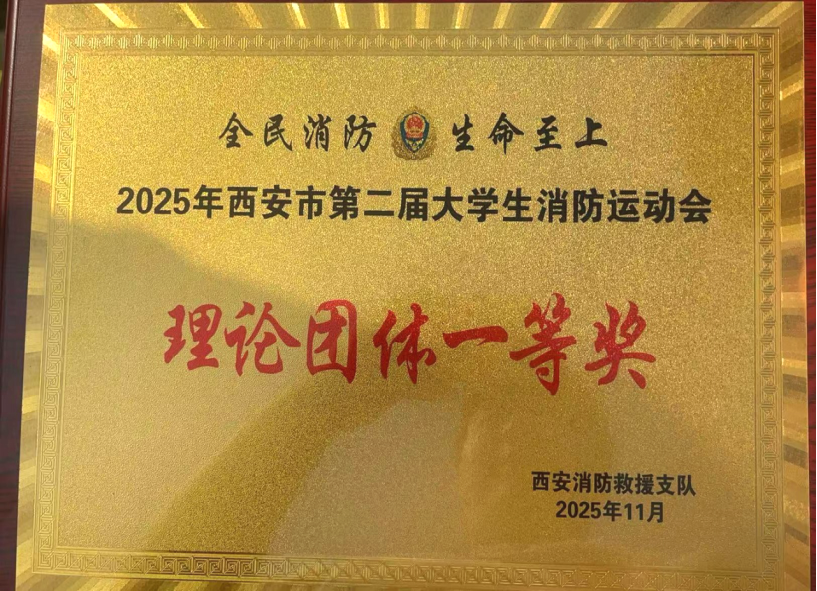 全民消防 生命至上
2025年西安市第二届大学生消防运动会
理论团体一等奖
西安消防救援支队
2025年11月